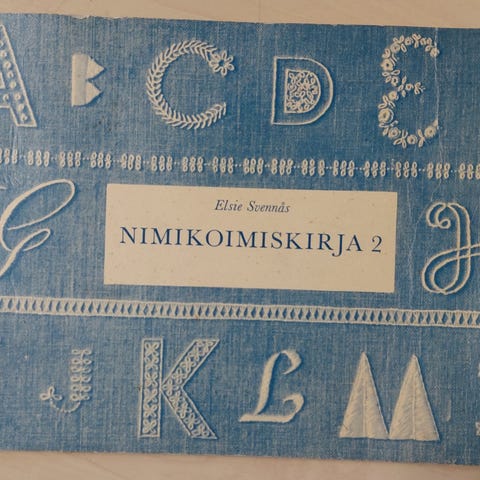 A B C D E
Elsie Svennås
NIMIKOIMISKIRJA 2
G H
J K L M